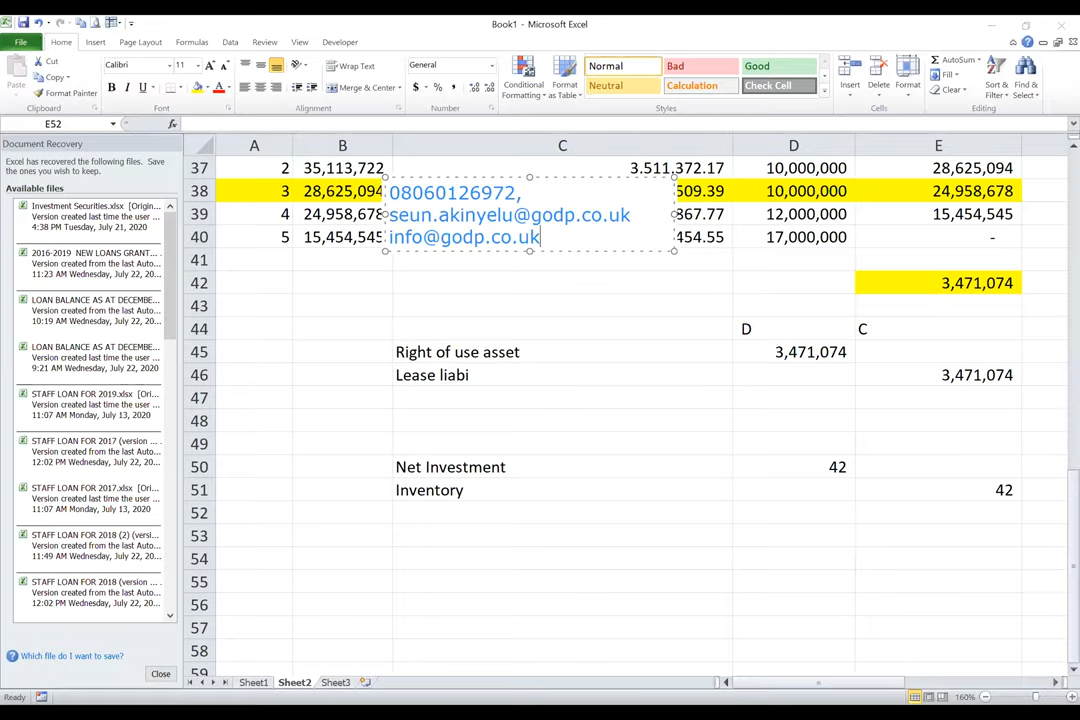 Book1 - Microsoft Excel
File Home Insert Page Layout Formulas Data Review View Developer
Cut
Copy
Format Painter
Paste
Clipboard
Calibri 11
Font
Wrap Text
Merge & Center
Alignment
General
Number
Conditional Formatting
Format as Table
Normal Bad Good
Neutral Calculation Check Cell
Styles
Insert Delete Format
Cells
AutoSum
Fill
Clear
Sort & Filter
Find & Select
Editing
E52 fx
Document Recovery
Excel has recovered the following files. Save the ones you wish to keep.
Available files
Investment Securities.xlsx [Origin...
Version created last time the user ...
4:38 PM Tuesday, July 21, 2020
2016-2019 NEW LOANS GRANT...
Version created from the last Auto...
11:23 AM Wednesday, July 22, ...
LOAN BALANCE AS AT DECEMBE...
Version created from the last Auto...
10:19 AM Wednesday, July 22, ...
LOAN BALANCE AS AT DECEMBE...
Version created from the last Auto...
9:21 AM Wednesday, July 22, 20...
STAFF LOAN FOR 2019.xlsx [Ori...
Version created last time the user ...
11:07 AM Monday, July 13, 2020
STAFF LOAN FOR 2017 (version ...
Version created from the last Auto...
12:02 PM Wednesday, July 22, ...
STAFF LOAN FOR 2017.xlsx [Ori...
Version created last time the user ...
11:07 PM Monday, July 13, 2020
STAFF LOAN FOR 2018 (2) (versi...
Version created from the last Auto...
11:49 AM Wednesday, July 22, ...
STAFF LOAN FOR 2018 (version ...
Version created from the last Auto...
12:02 PM Wednesday, July 22, ...
Which file do I want to save?
Close
A B C D E
37 2 35,113,722 3.511.372.17 10,000,000 28,625,094
38 3 28,625,094 509.39 10,000,000 24,958,678
39 4 24,958,678 867.77 12,000,000 15,454,545
40 5 15,454,545 454.55 17,000,000 -
08060126972,
seun.akinyelu@godp.co.uk
info@godp.co.uk
41
42 3,471,074
43
44 D C
45 Right of use asset 3,471,074
46 Lease liabi 3,471,074
47
48
49
50 Net Investment 42
51 Inventory 42
52
53
54
55
56
57
58
59
Sheet1 Sheet2 Sheet3
Ready 160%